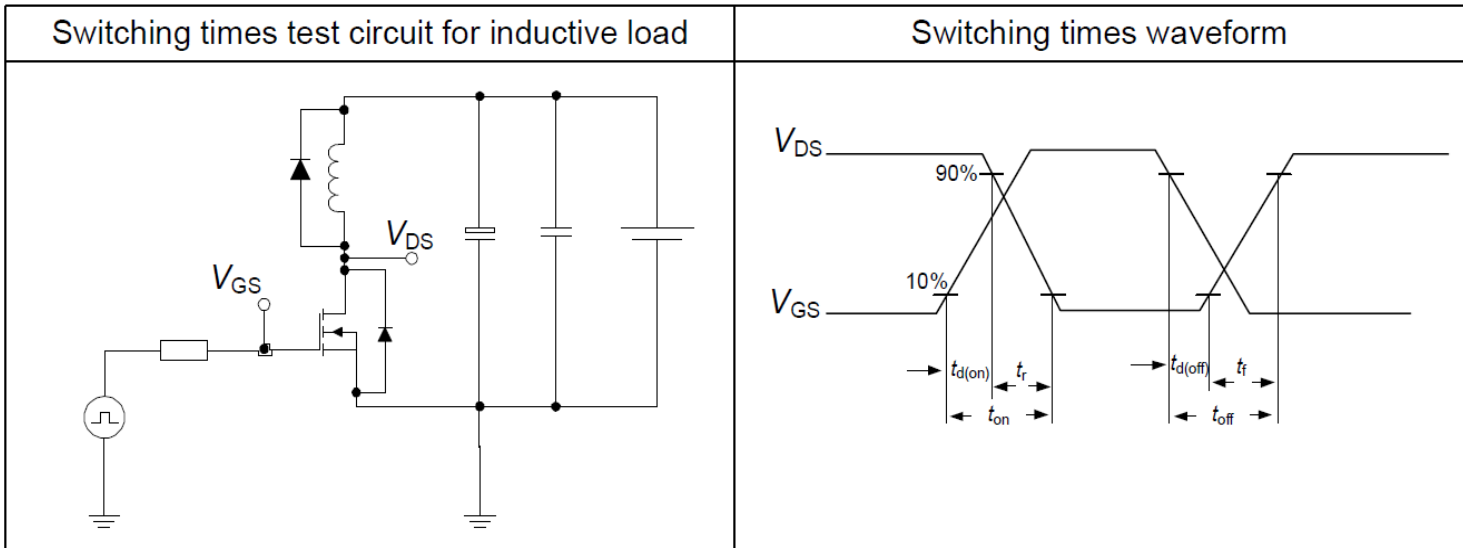 Switching times test circuit for inductive load
Switching times waveform
VDS
VGS
VDS
90%
10%
VGS
td(on)
tr
td(off)
tf
ton
toff